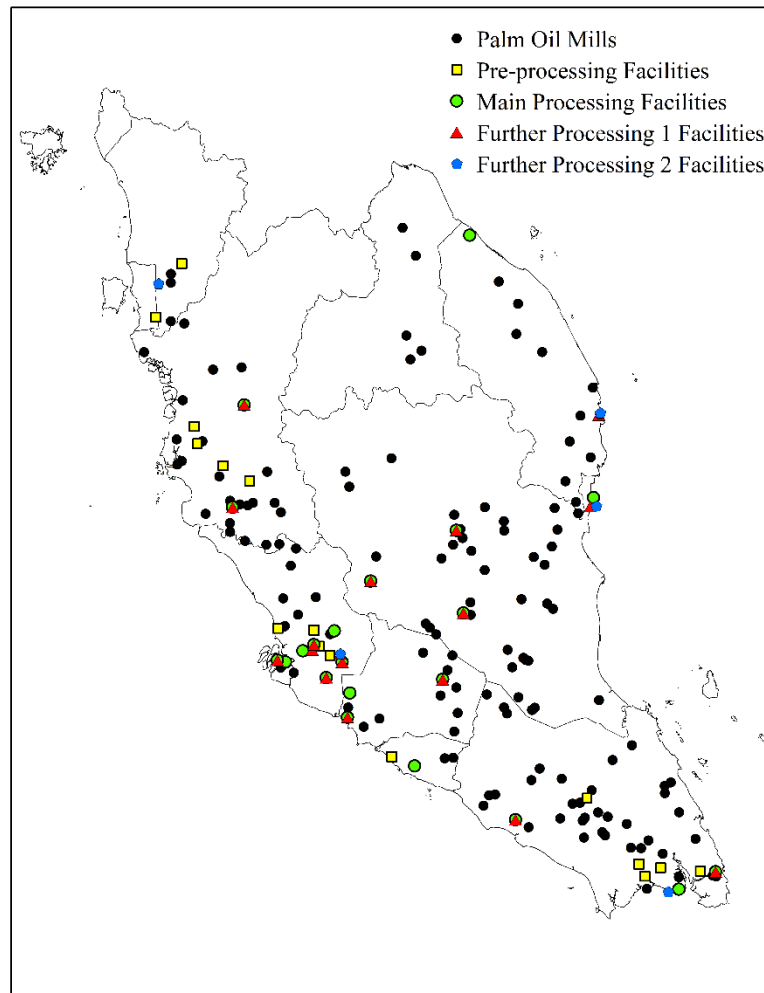 Palm Oil Mills
Pre-processing Facilities
Main Processing Facilities
Further Processing 1 Facilities
Further Processing 2 Facilities